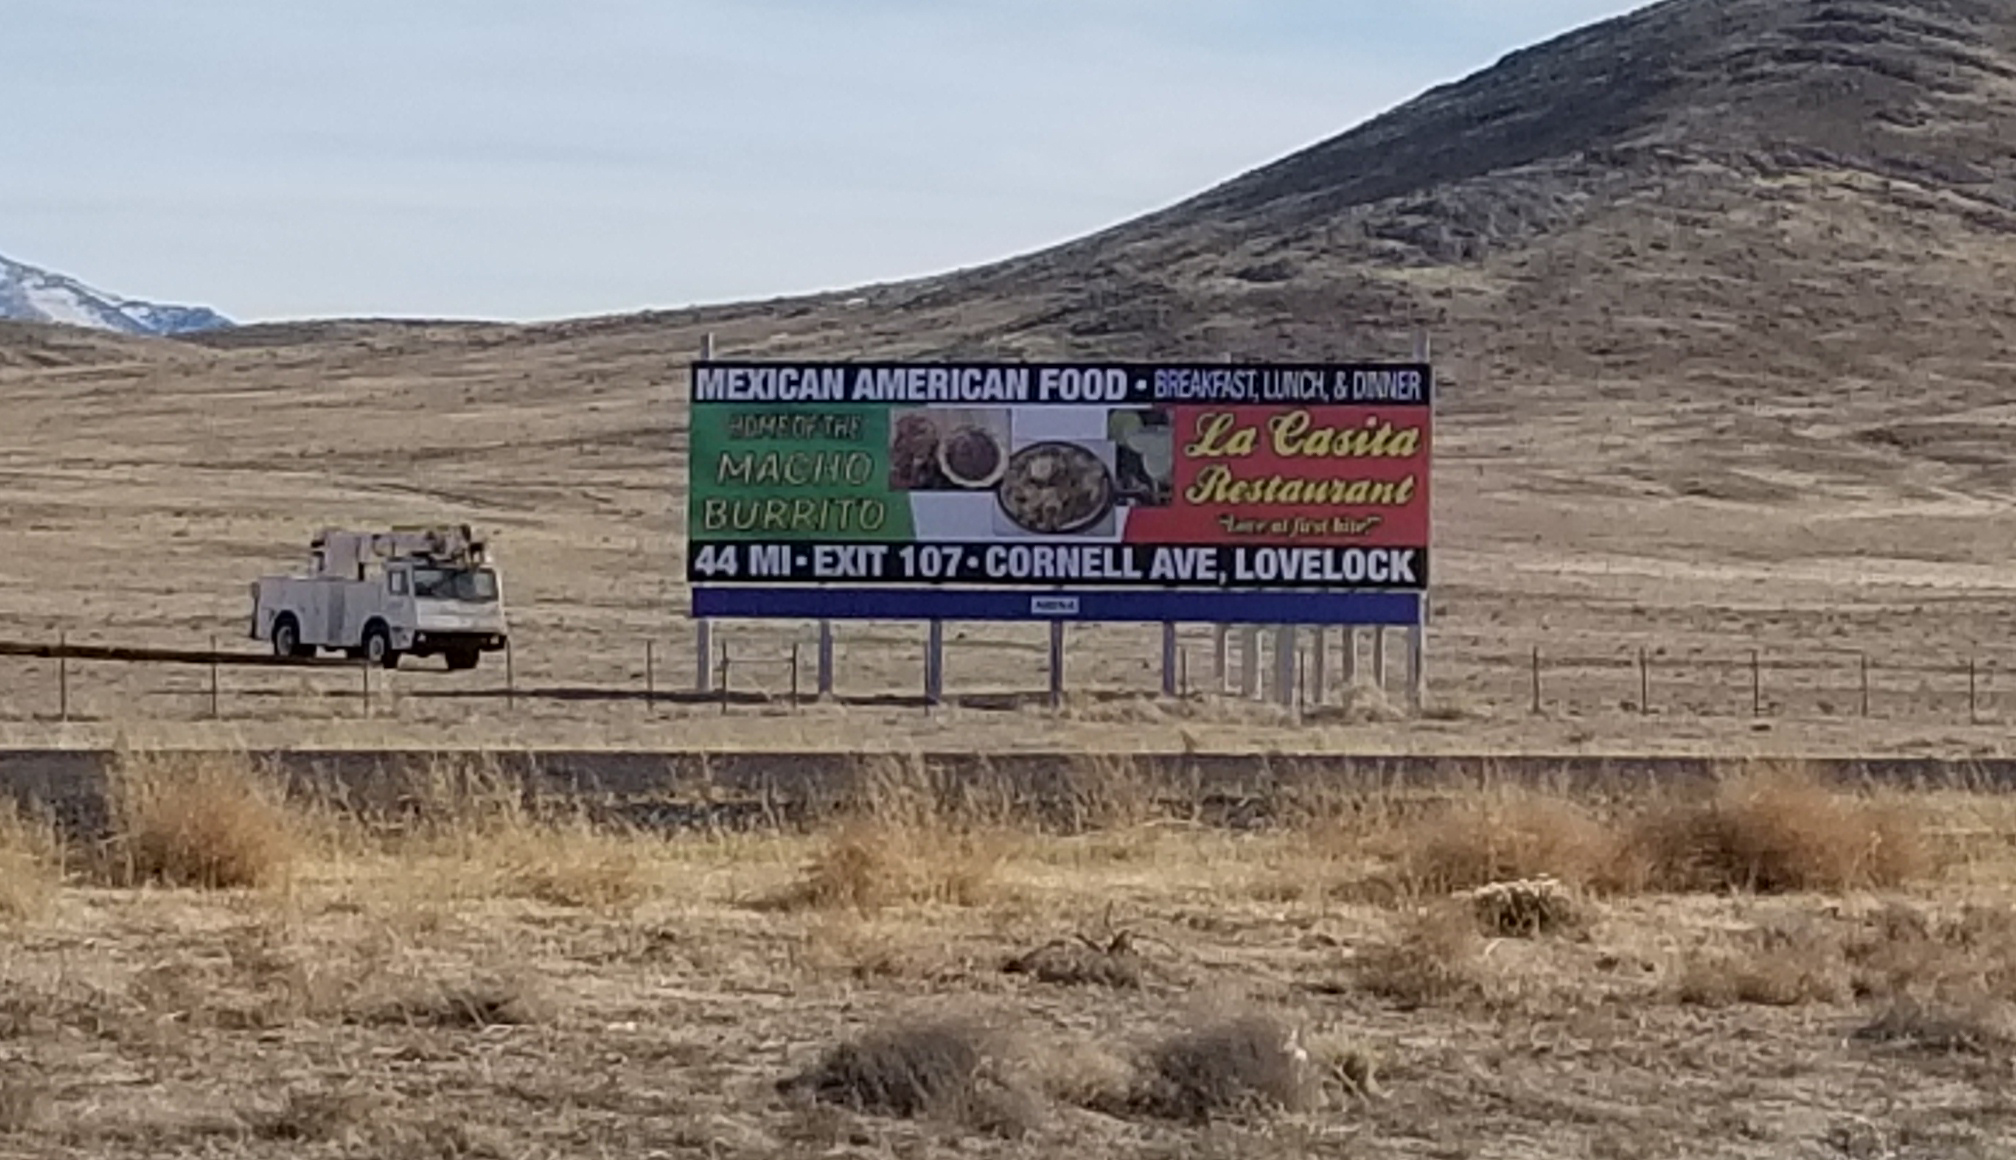 MEXICAN AMERICAN FOOD • BREAKFAST, LUNCH, & DINNER
HOME OF THE
MACHO
BURRITO
La Casita
Restaurant
"Love at first bite!"
44 MI • EXIT 107 • CORNELL AVE, LOVELOCK